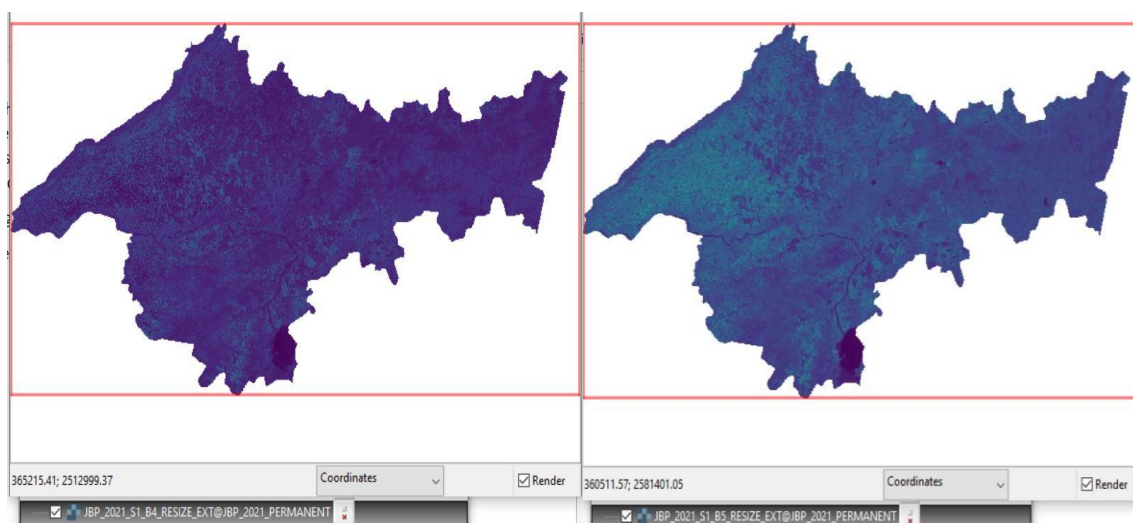 365215.41; 2512999.37
Coordinates
Render
360511.57; 2581401.05
Coordinates
Render
JBP_2021_S1_B4_RESIZE_EXT@JBP_2021_PERMANENT
JBP_2021_S1_B5_RESIZE_EXT@JBP_2021_PERMANENT